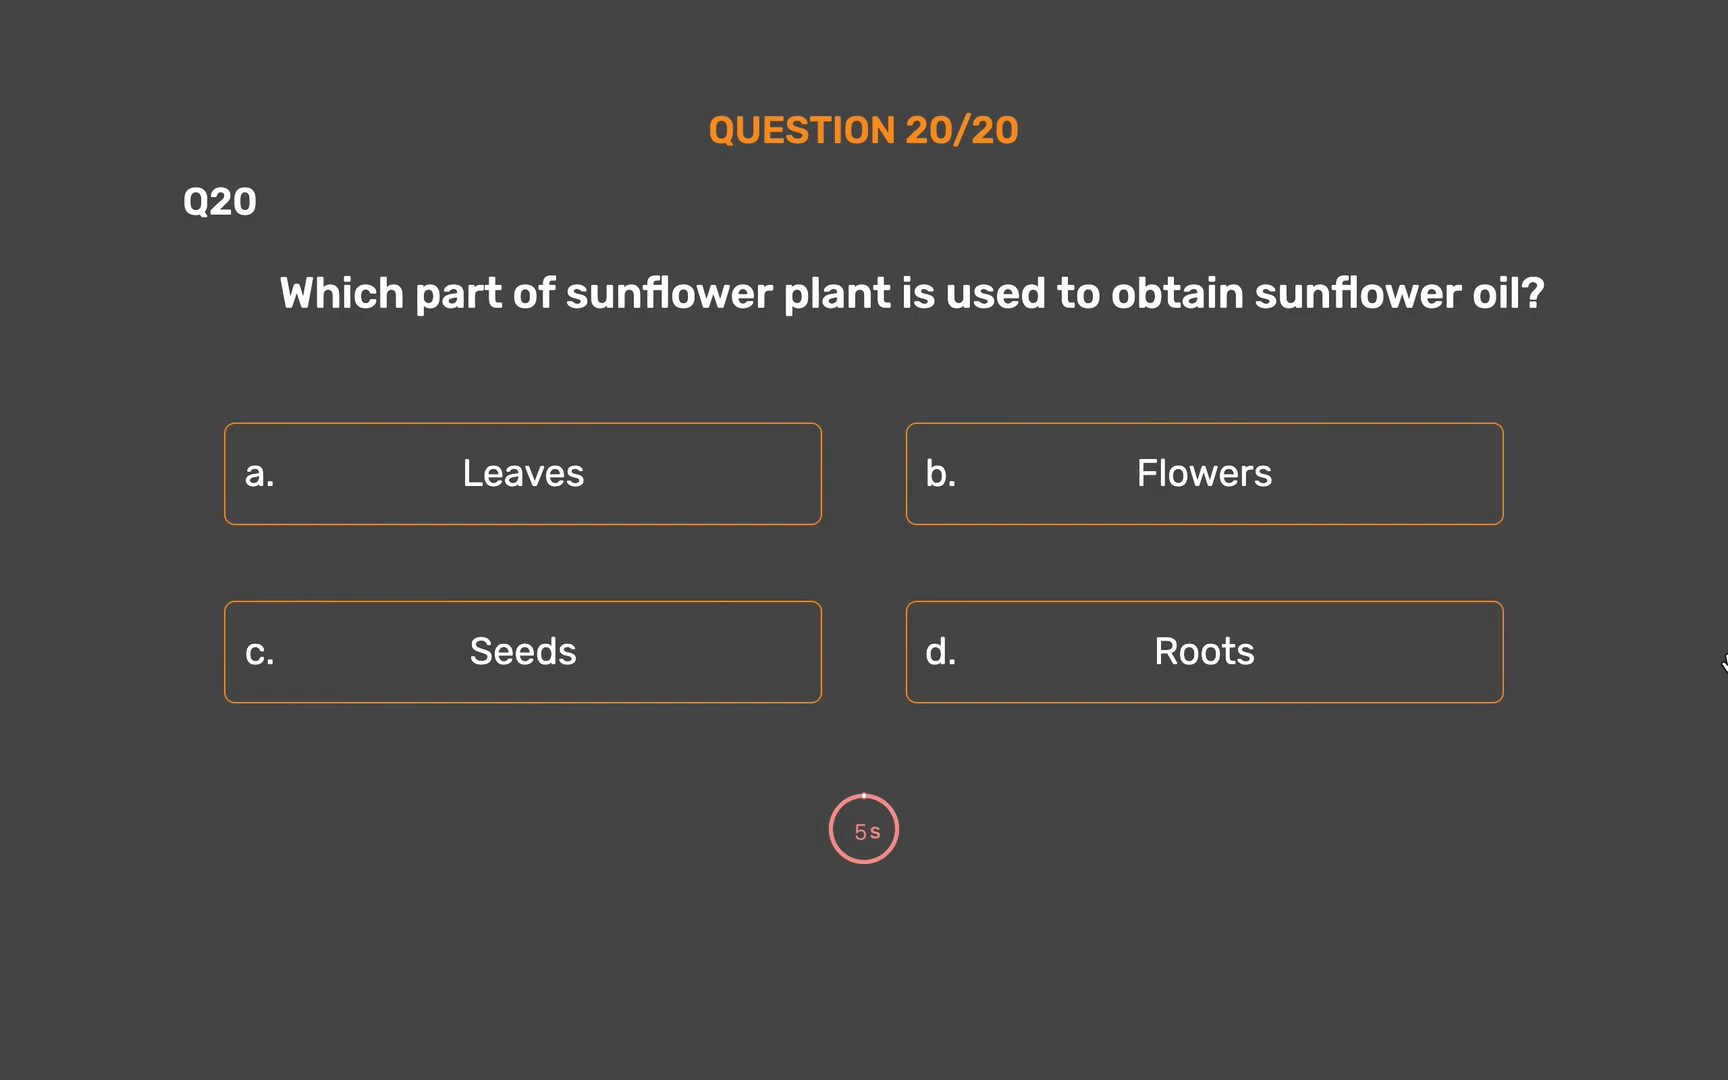 QUESTION 20/20
Q20
Which part of sunflower plant is used to obtain sunflower oil?
a. Leaves
b. Flowers
c. Seeds
d. Roots
5s